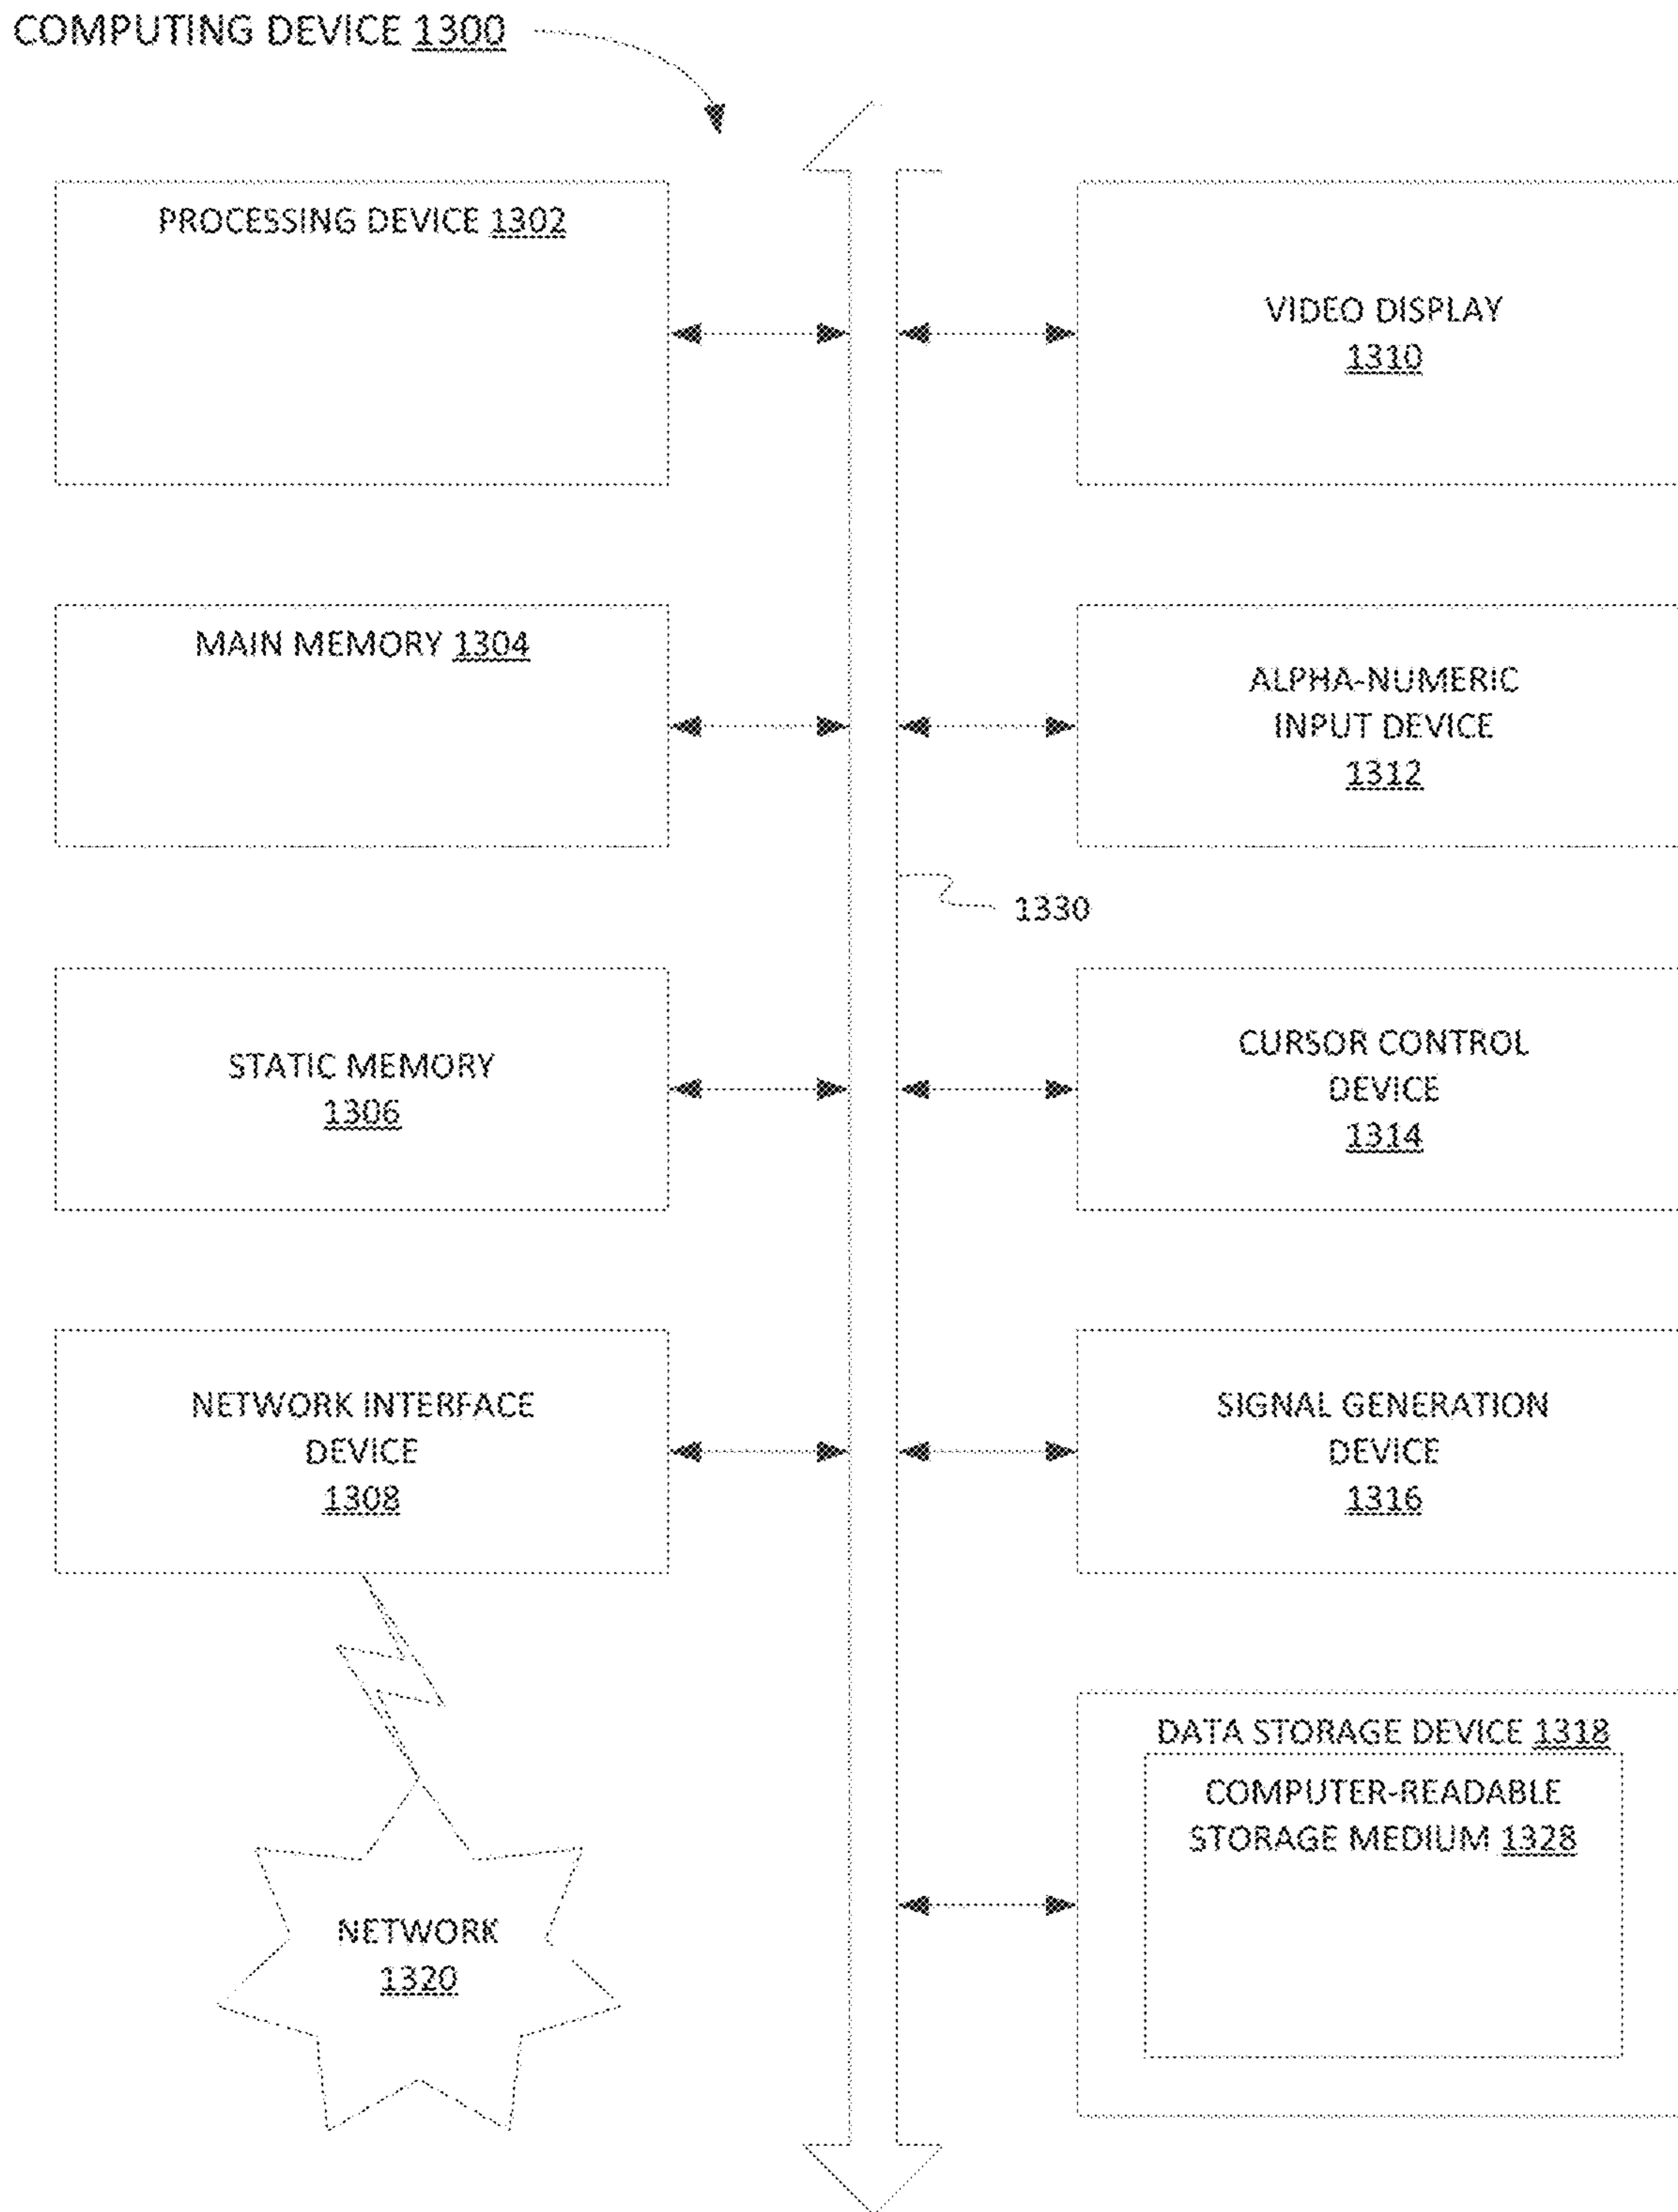 COMPUTING DEVICE 1300
PROCESSING DEVICE 1302
VIDEO DISPLAY
1310
MAIN MEMORY 1304
ALPHA-NUMERIC
INPUT DEVICE
1312
1330
STATIC MEMORY
1306
CURSOR CONTROL
DEVICE
1314
NETWORK INTERFACE
DEVICE
1308
SIGNAL GENERATION
DEVICE
1316
DATA STORAGE DEVICE 1318
COMPUTER-READABLE
STORAGE MEDIUM 1328
NETWORK
1320